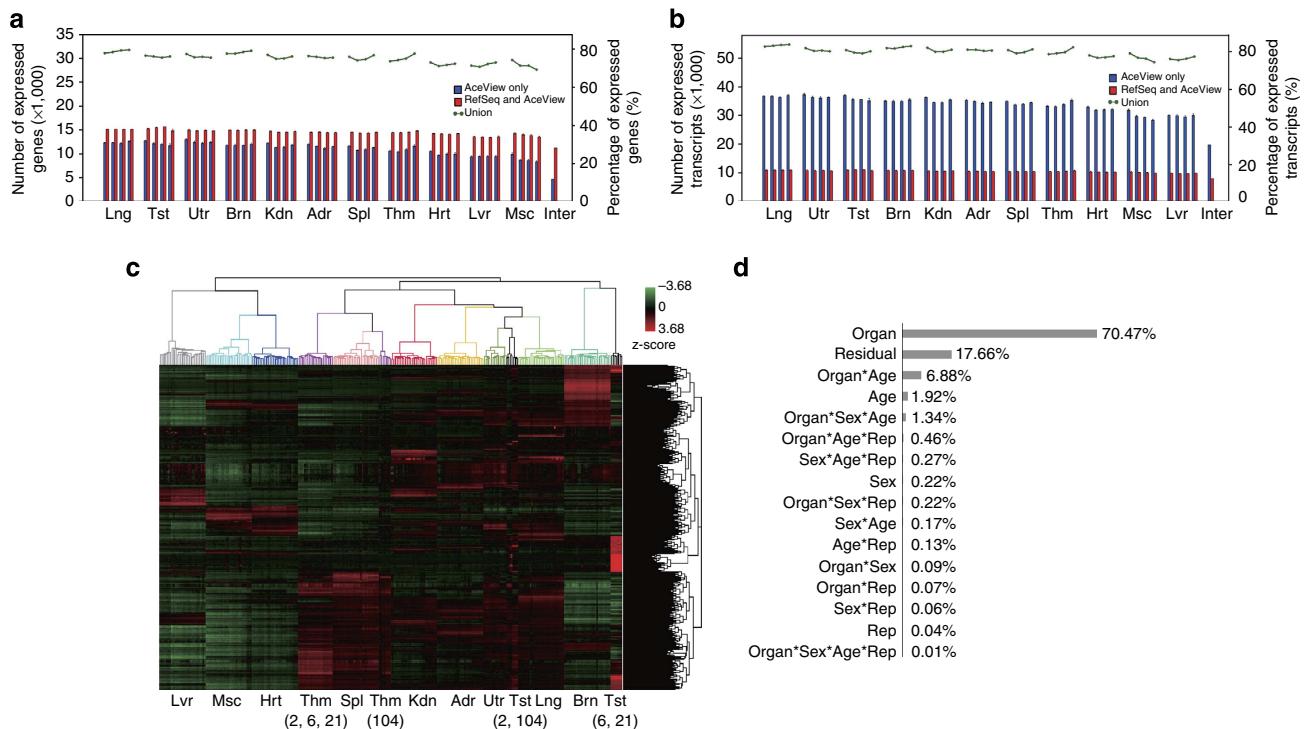 a
Number of expressed
genes (×1,000)
35
30
25
20
15
10
5
0
80
60
40
20
0
Percentage of expressed
genes (%)
AceView only
RefSeq and AceView
Union
Lng Tst Utr Brn Kdn Adr Spl Thm Hrt Lvr Msc Inter
b
Number of expressed
transcripts (×1,000)
50
40
30
20
10
0
80
60
40
20
0
Percentage of expressed
transcripts (%)
AceView only
RefSeq and AceView
Union
Lng Utr Tst Brn Kdn Adr Spl Thm Hrt Msc Lvr Inter
c
−3.68
0
3.68
z-score
Lvr Msc Hrt Thm Spl Thm Kdn Adr Utr Tst Lng Brn Tst
(2, 6, 21) (104) (2, 104) (6, 21)
d
Organ 70.47%
Residual 17.66%
Organ*Age 6.88%
Age 1.92%
Organ*Sex*Age 1.34%
Organ*Age*Rep 0.46%
Sex*Age*Rep 0.27%
Sex 0.22%
Organ*Sex*Rep 0.22%
Sex*Age 0.17%
Age*Rep 0.13%
Organ*Sex 0.09%
Organ*Rep 0.07%
Sex*Rep 0.06%
Rep 0.04%
Organ*Sex*Age*Rep 0.01%